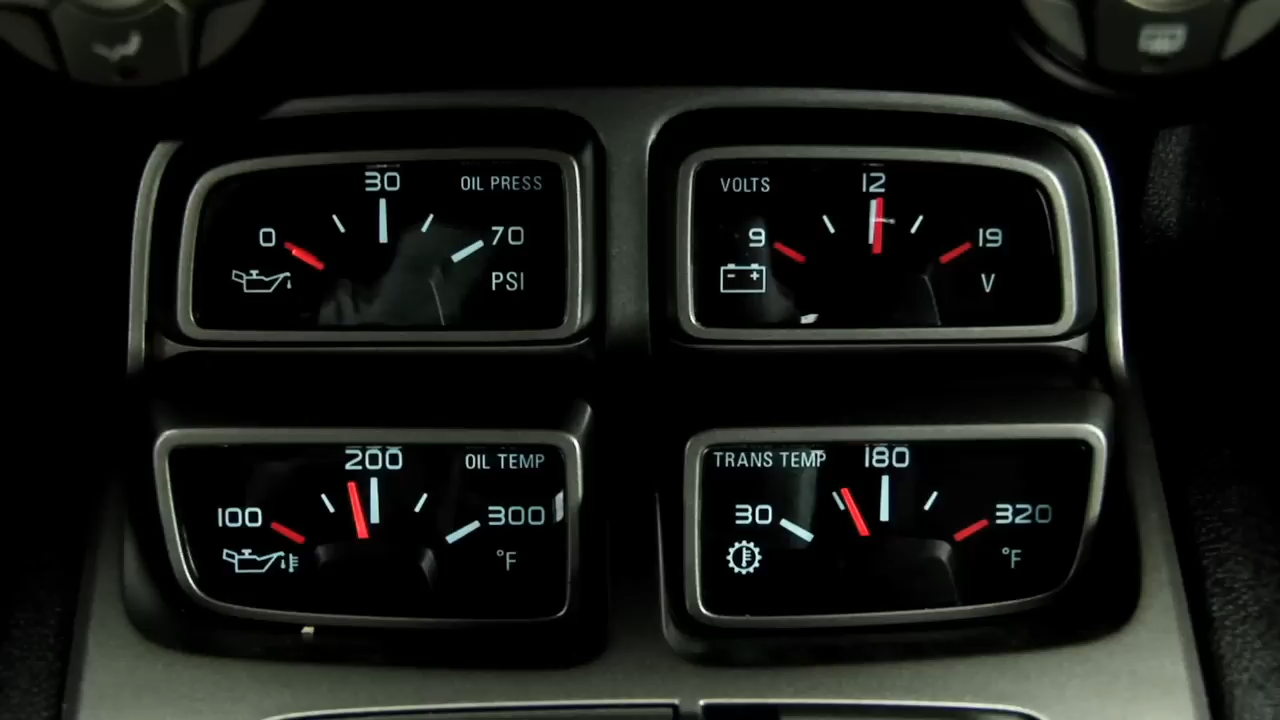 30 OIL PRESS
0 70
PSI
VOLTS 12
9 19
- +
V
200 OIL TEMP
100 300
°F
TRANS TEMP 180
30 320
°F